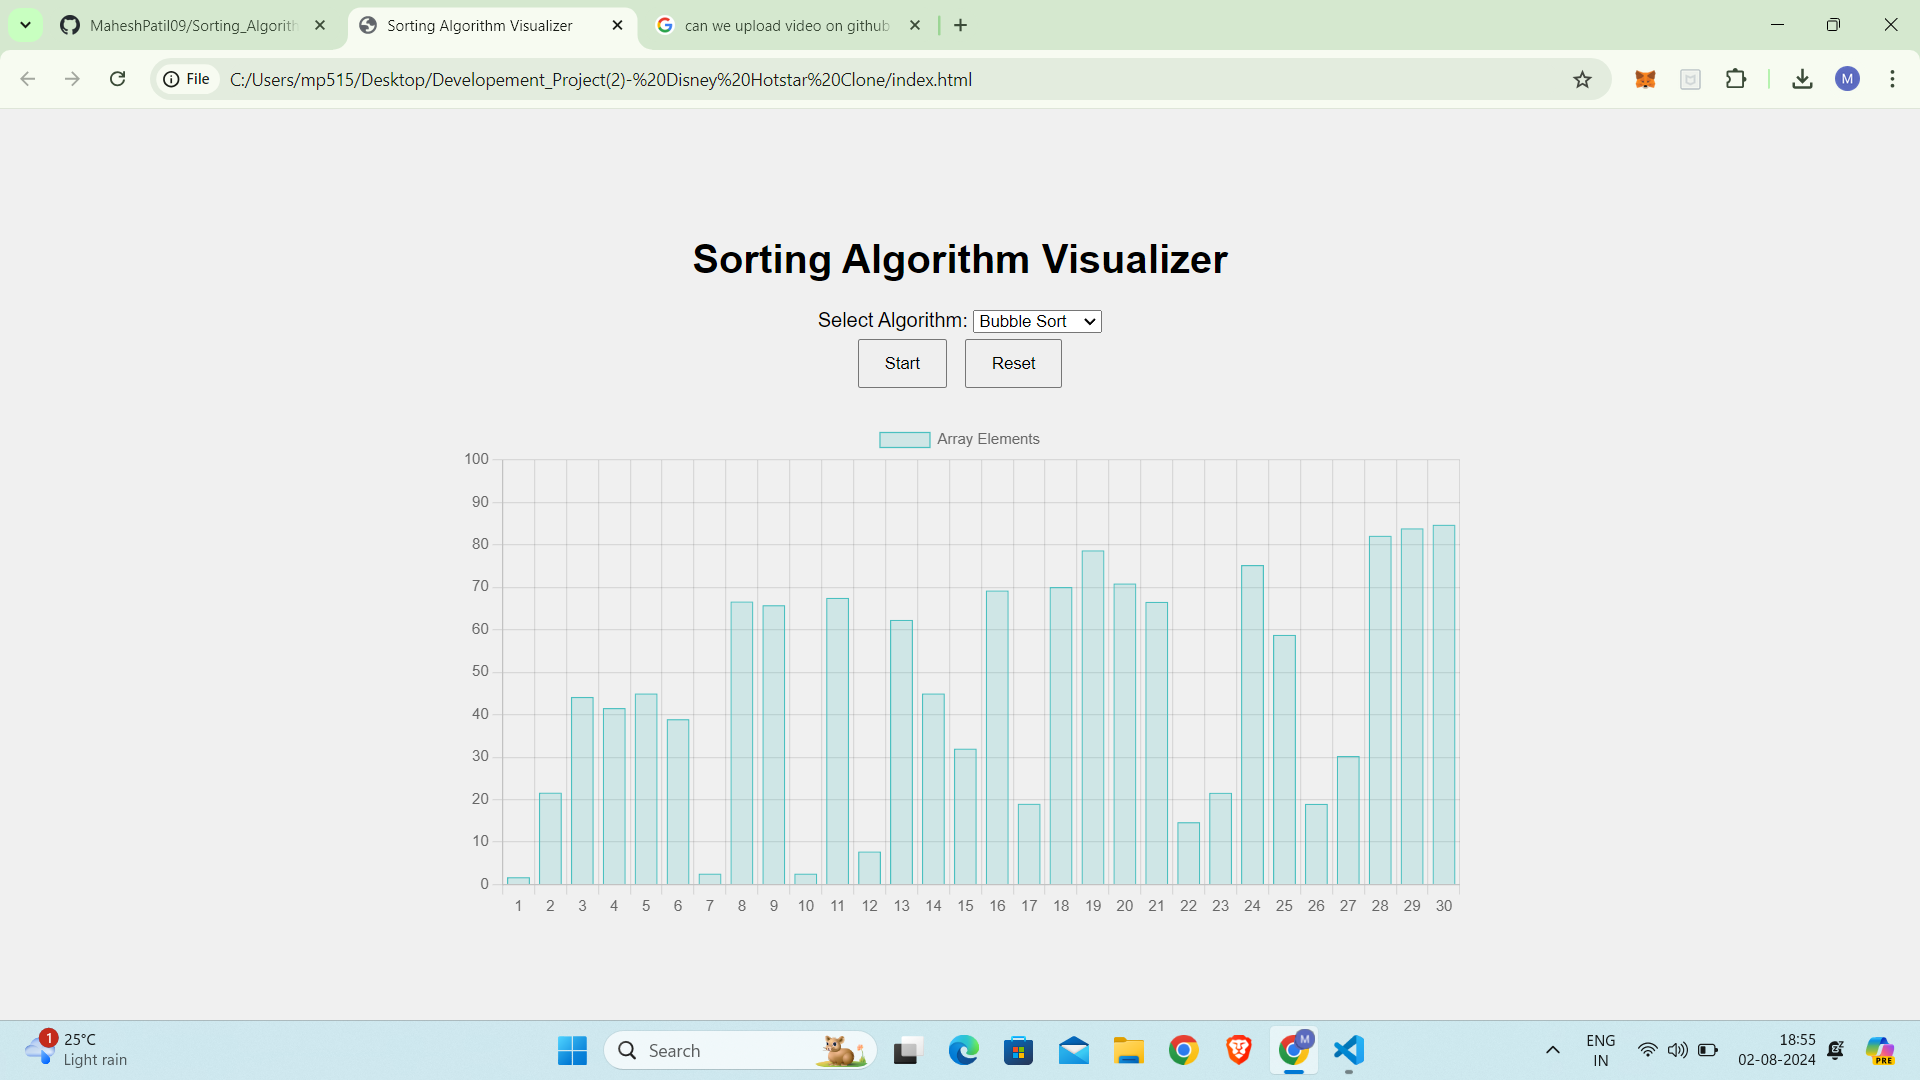 MaheshPatil09/Sorting_Algorith
Sorting Algorithm Visualizer
can we upload video on github
File
C:/Users/mp515/Desktop/Developement_Project(2)-%20Disney%20Hotstar%20Clone/index.html
M
Sorting Algorithm Visualizer
Select Algorithm: Bubble Sort
Start Reset
Array Elements
100
90
80
70
60
50
40
30
20
10
0
1 2 3 4 5 6 7 8 9 10 11 12 13 14 15 16 17 18 19 20 21 22 23 24 25 26 27 28 29 30
1
25°C
Light rain
Search
M
ENG
IN
18:55
02-08-2024
PRE